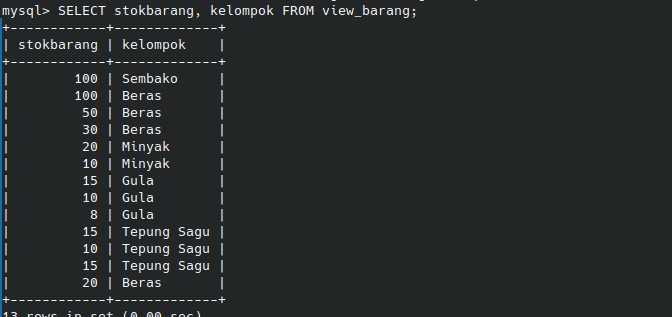 mysql> SELECT stokbarang, kelompok FROM view_barang;
+------------+-------------+
| stokbarang | kelompok    |
+------------+-------------+
|        100 | Sembako     |
|        100 | Beras       |
|         50 | Beras       |
|         30 | Beras       |
|         20 | Minyak      |
|         10 | Minyak      |
|         15 | Gula        |
|         10 | Gula        |
|          8 | Gula        |
|         15 | Tepung Sagu |
|         10 | Tepung Sagu |
|         15 | Tepung Sagu |
|         20 | Beras       |
+------------+-------------+
13 rows in set (0.00 sec)